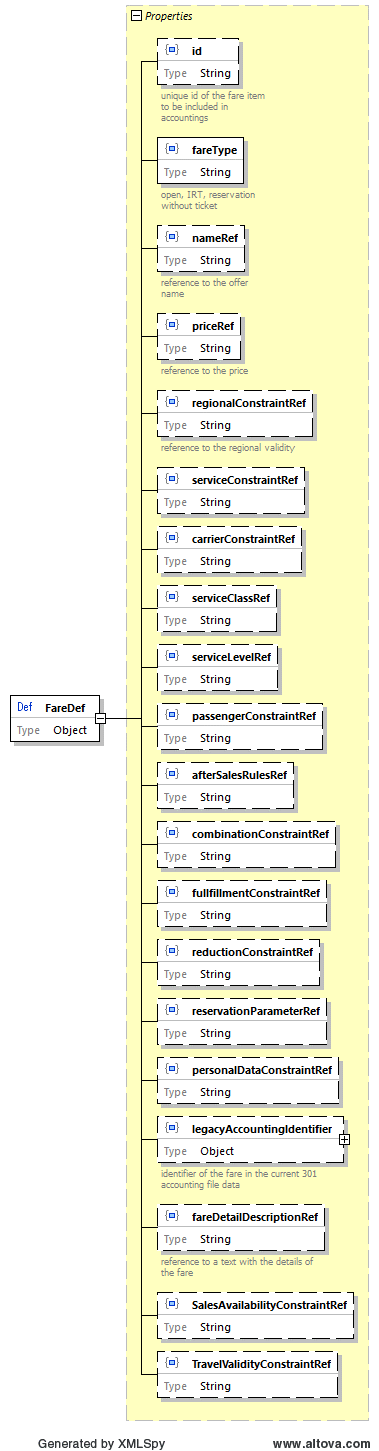 Properties
id
Type String
unique id of the fare item
to be included in
accountings
fareType
Type String
open, IRT, reservation
without ticket
nameRef
Type String
reference to the offer
name
priceRef
Type String
reference to the price
regionalConstraintRef
Type String
reference to the regional validity
serviceConstraintRef
Type String
carrierConstraintRef
Type String
serviceClassRef
Type String
serviceLevelRef
Type String
Def FareDef
Type Object
passengerConstraintRef
Type String
afterSalesRulesRef
Type String
combinationConstraintRef
Type String
fullfillmentConstraintRef
Type String
reductionConstraintRef
Type String
reservationParameterRef
Type String
personalDataConstraintRef
Type String
legacyAccountingIdentifier
Type Object
identifier of the fare in the current 301
accounting file data
fareDetailDescriptionRef
Type String
reference to a text with the details of
the fare
SalesAvailabilityConstraintRef
Type String
TravelValidityConstraintRef
Type String
Generated by XMLSpy www.altova.com